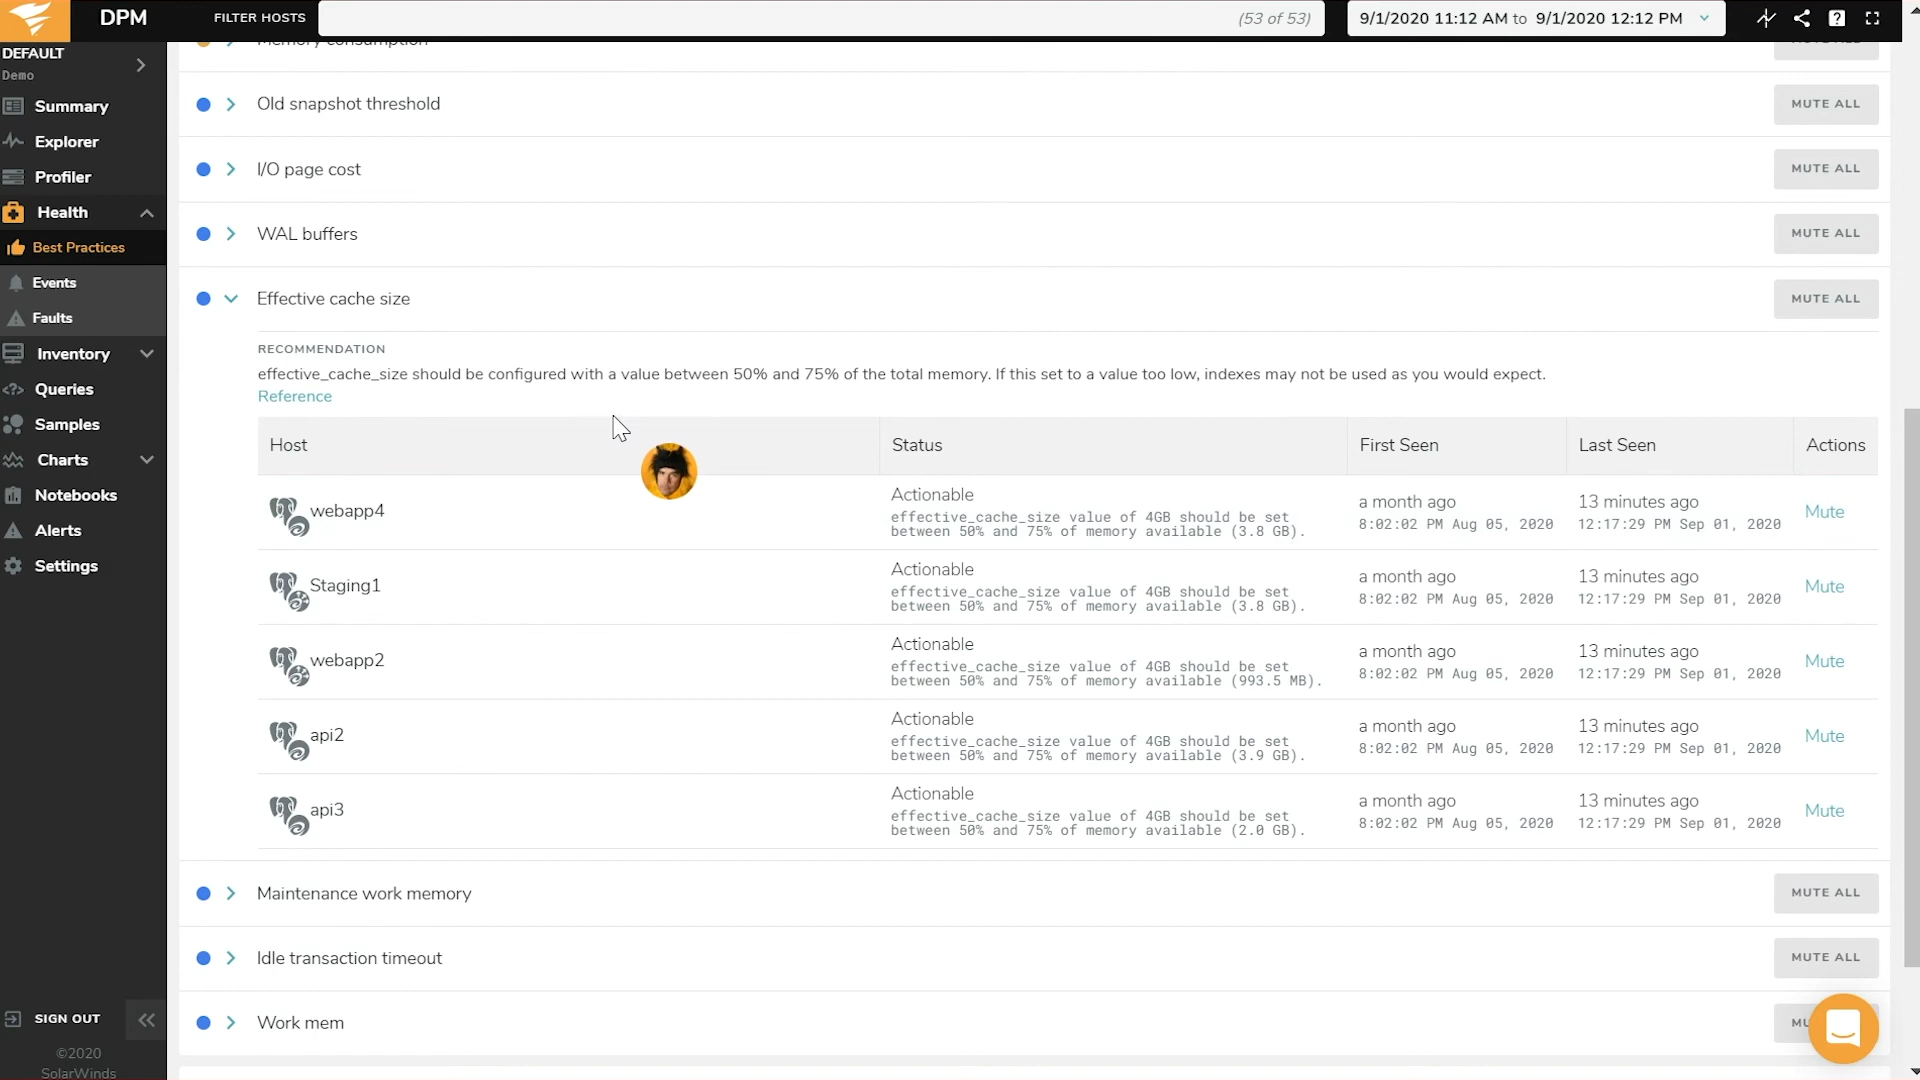 DPM
FILTER HOSTS
(53 of 53)
9/1/2020 11:12 AM to 9/1/2020 12:12 PM
DEFAULT
Demo
Summary
Explorer
Profiler
Health
Best Practices
Events
Faults
Inventory
Queries
Samples
Charts
Notebooks
Alerts
Settings
SIGN OUT
©2020
SolarWinds
Memory consumption
MUTE ALL
Old snapshot threshold
MUTE ALL
I/O page cost
MUTE ALL
WAL buffers
MUTE ALL
Effective cache size
MUTE ALL
RECOMMENDATION
effective_cache_size should be configured with a value between 50% and 75% of the total memory. If this set to a value too low, indexes may not be used as you would expect.
Reference
Host Status First Seen Last Seen Actions
webapp4
Actionable
effective_cache_size value of 4GB should be set
between 50% and 75% of memory available (3.8 GB).
a month ago
8:02:02 PM Aug 05, 2020
13 minutes ago
12:17:29 PM Sep 01, 2020
Mute
Staging1
Actionable
effective_cache_size value of 4GB should be set
between 50% and 75% of memory available (3.8 GB).
a month ago
8:02:02 PM Aug 05, 2020
13 minutes ago
12:17:29 PM Sep 01, 2020
Mute
webapp2
Actionable
effective_cache_size value of 4GB should be set
between 50% and 75% of memory available (993.5 MB).
a month ago
8:02:02 PM Aug 05, 2020
13 minutes ago
12:17:29 PM Sep 01, 2020
Mute
api2
Actionable
effective_cache_size value of 4GB should be set
between 50% and 75% of memory available (3.9 GB).
a month ago
8:02:02 PM Aug 05, 2020
13 minutes ago
12:17:29 PM Sep 01, 2020
Mute
api3
Actionable
effective_cache_size value of 4GB should be set
between 50% and 75% of memory available (2.0 GB).
a month ago
8:02:02 PM Aug 05, 2020
13 minutes ago
12:17:29 PM Sep 01, 2020
Mute
Maintenance work memory
MUTE ALL
Idle transaction timeout
MUTE ALL
Work mem